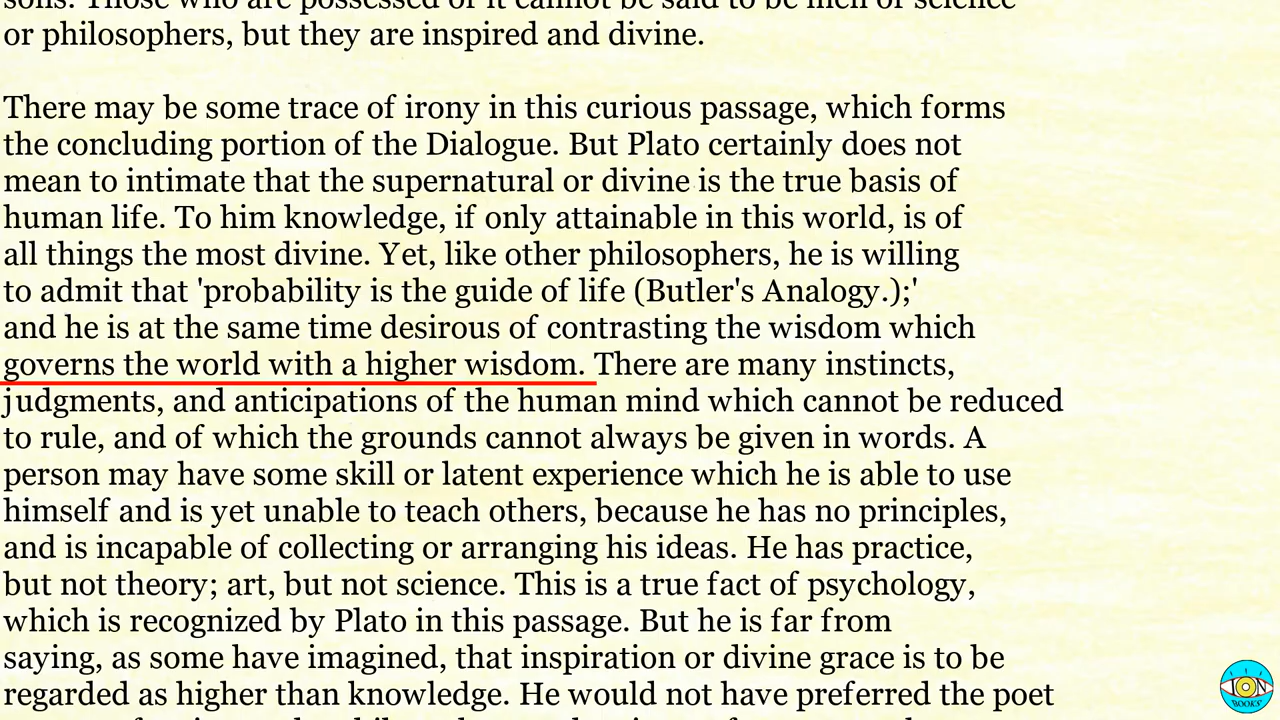 or philosophers, but they are inspired and divine.
There may be some trace of irony in this curious passage, which forms
the concluding portion of the Dialogue. But Plato certainly does not
mean to intimate that the supernatural or divine is the true basis of
human life. To him knowledge, if only attainable in this world, is of
all things the most divine. Yet, like other philosophers, he is willing
to admit that 'probability is the guide of life (Butler's Analogy.);'
and he is at the same time desirous of contrasting the wisdom which
governs the world with a higher wisdom. There are many instincts,
judgments, and anticipations of the human mind which cannot be reduced
to rule, and of which the grounds cannot always be given in words. A
person may have some skill or latent experience which he is able to use
himself and is yet unable to teach others, because he has no principles,
and is incapable of collecting or arranging his ideas. He has practice,
but not theory; art, but not science. This is a true fact of psychology,
which is recognized by Plato in this passage. But he is far from
saying, as some have imagined, that inspiration or divine grace is to be
regarded as higher than knowledge. He would not have preferred the poet
ION
BOOKS